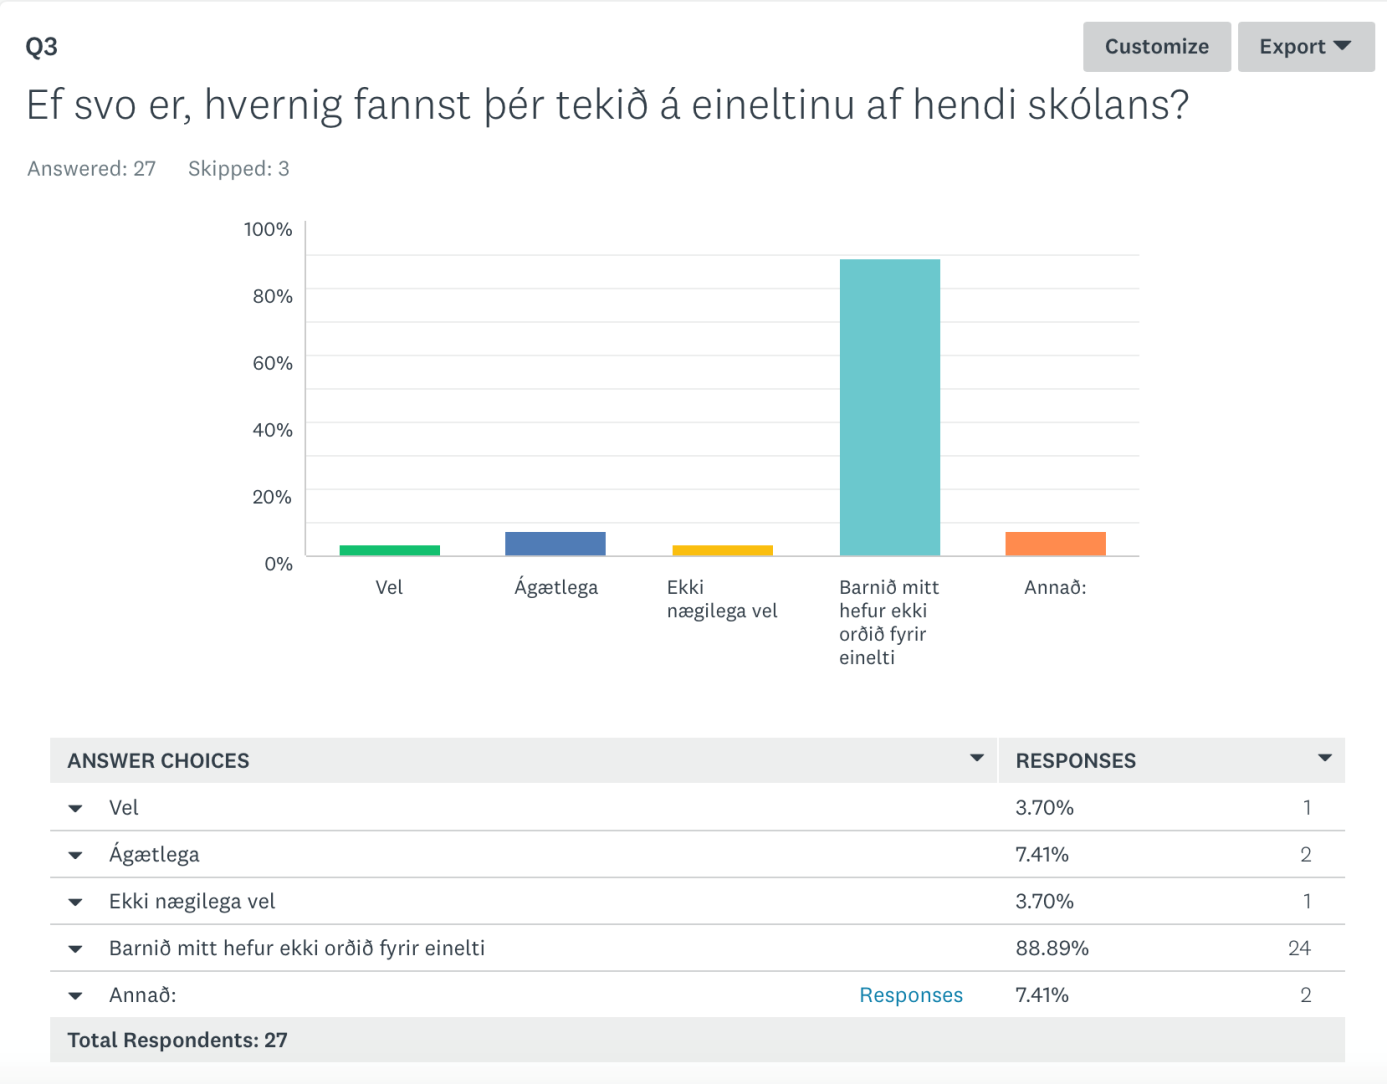 Q3
Customize
Export
Ef svo er, hvernig fannst þér tekið á eineltinu af hendi skólans?
Answered: 27 Skipped: 3
100%
80%
60%
40%
20%
0%
Vel
Ágætlega
Ekki
nægilega vel
Barnið mitt
hefur ekki
orðið fyrir
einelti
Annað:
ANSWER CHOICES RESPONSES
Vel 3.70% 1
Ágætlega 7.41% 2
Ekki nægilega vel 3.70% 1
Barnið mitt hefur ekki orðið fyrir einelti 88.89% 24
Annað: Responses 7.41% 2
Total Respondents: 27